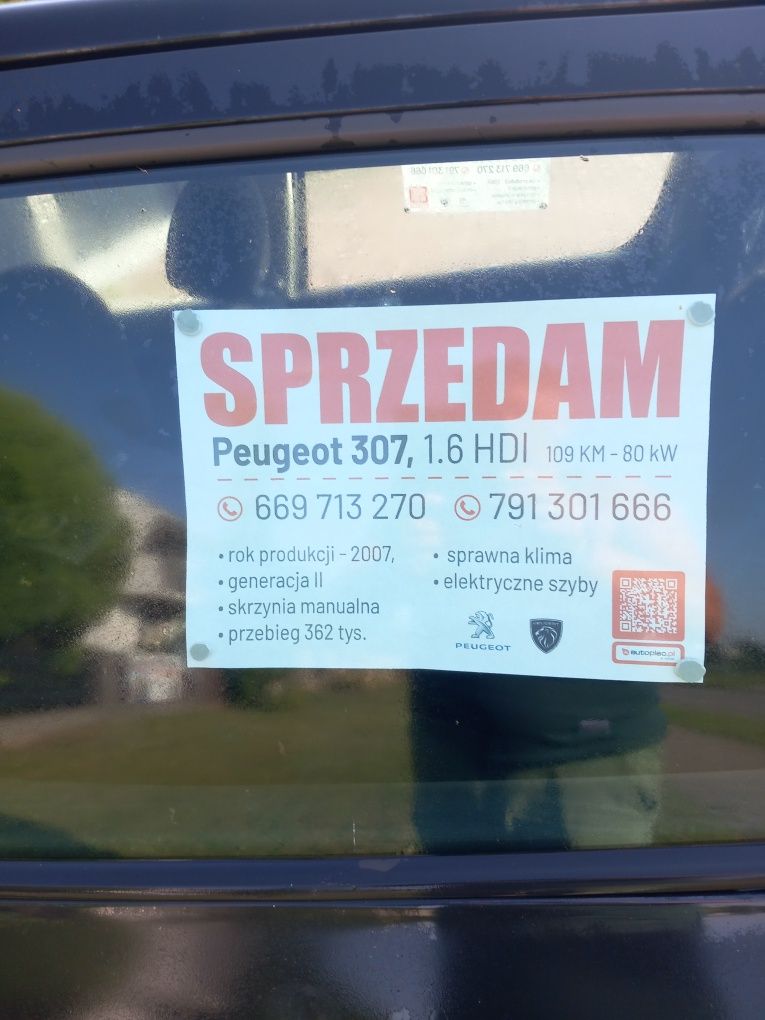 SPRZEDAM
Peugeot 307, 1.6 HDI 109 KM – 80 kW
669 713 270 791 301 666
• rok produkcji – 2007,
• generacja II
• skrzynia manualna
• przebieg 362 tys.
• sprawna klima
• elektryczne szyby
PEUGEOT
autoplac.pl